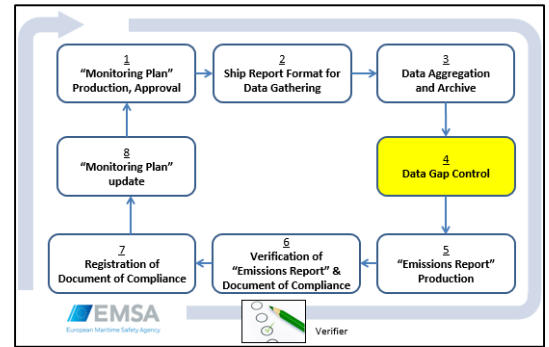 1
“Monitoring Plan”
Production, Approval
2
Ship Report Format for
Data Gathering
3
Data Aggregation
and Archive
4
Data Gap Control
5
“Emissions Report”
Production
6
Verification of
“Emissions Report” &
Document of Compliance
7
Registration of
Document of Compliance
8
“Monitoring Plan”
update
EMSA
European Maritime Safety Agency
Verifier